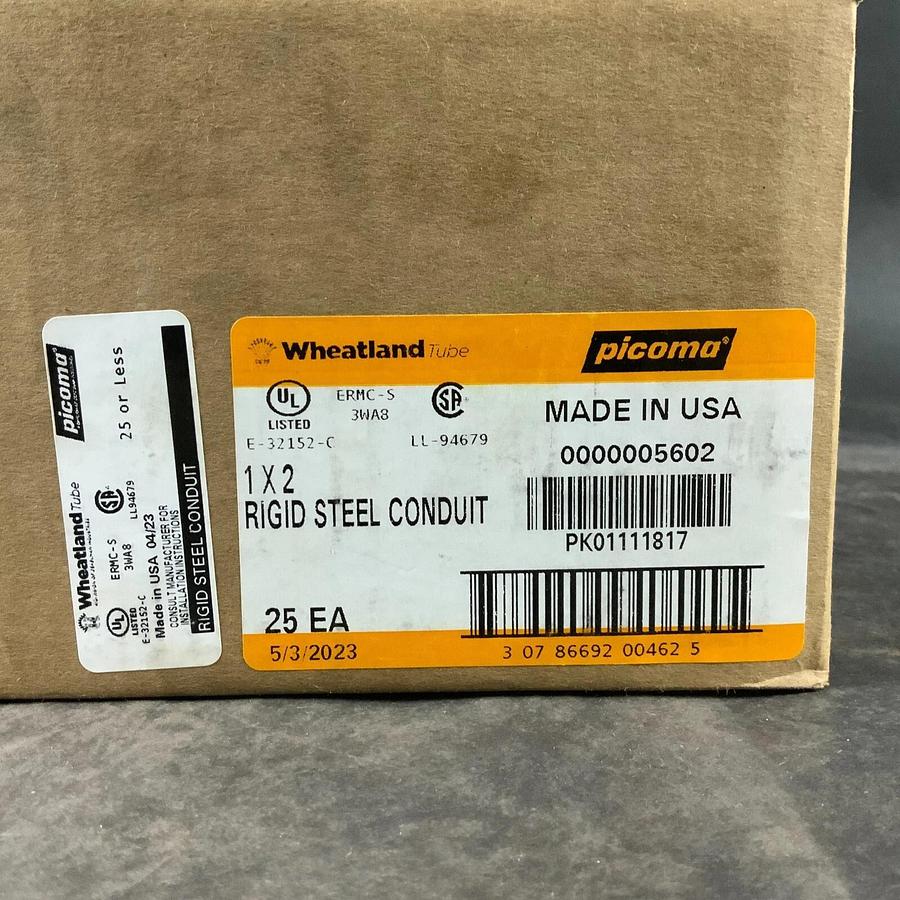 Wheatland Tube
picoma
UL
LISTED
E-32152-C
ERMC-S
3WA8
SA
LL-94679
MADE IN USA
0000005602
PK01111817
1 X 2
RIGID STEEL CONDUIT
25 EA
5/3/2023
3 07 86692 00462 5
picoma
25 or Less
Wheatland Tube
UL
LISTED
E-32152-C
ERMC-S
3WA8
SA
LL94679
Made in USA 04/23
CONSULT MANUFACTURER FOR
INSTALLATION INSTRUCTIONS
RIGID STEEL CONDUIT